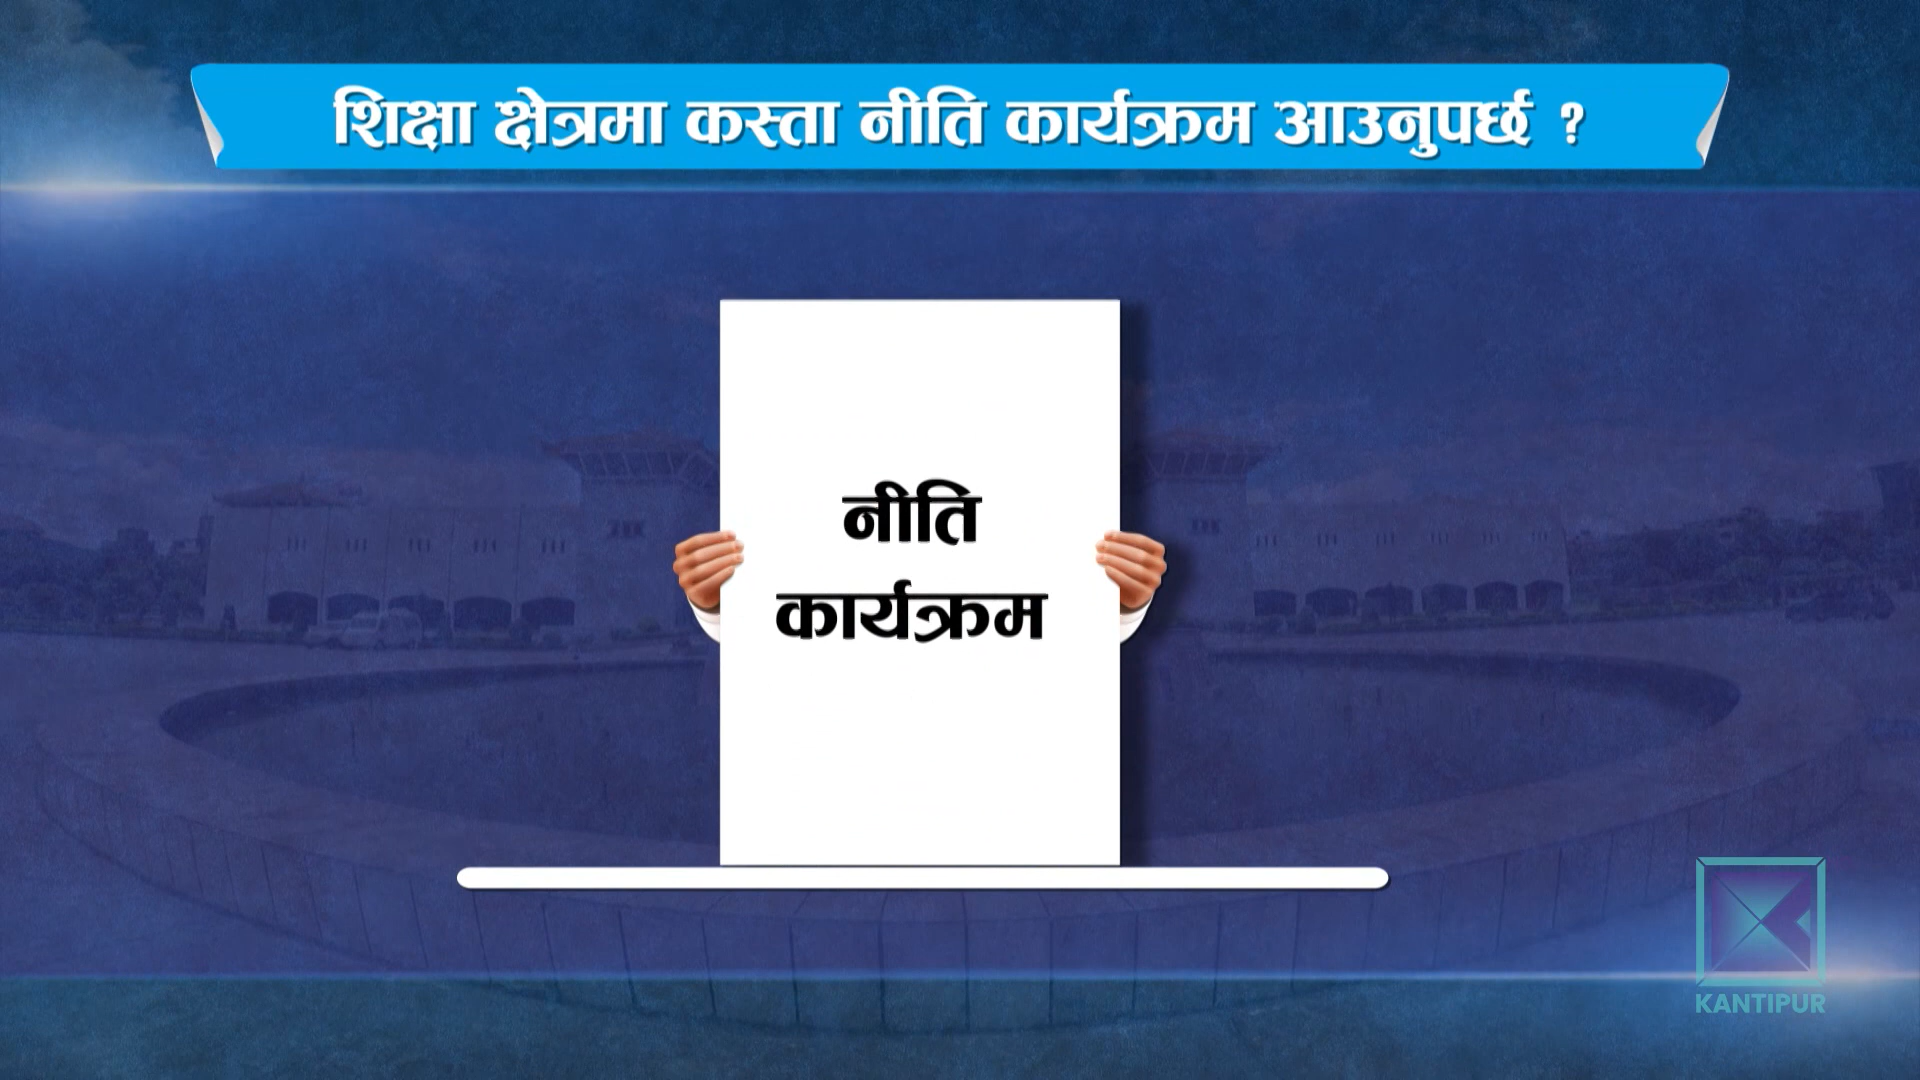 शिक्षा क्षेत्रमा कस्ता नीति कार्यक्रम आउनुपर्छ ?
नीति
कार्यक्रम
KANTIPUR